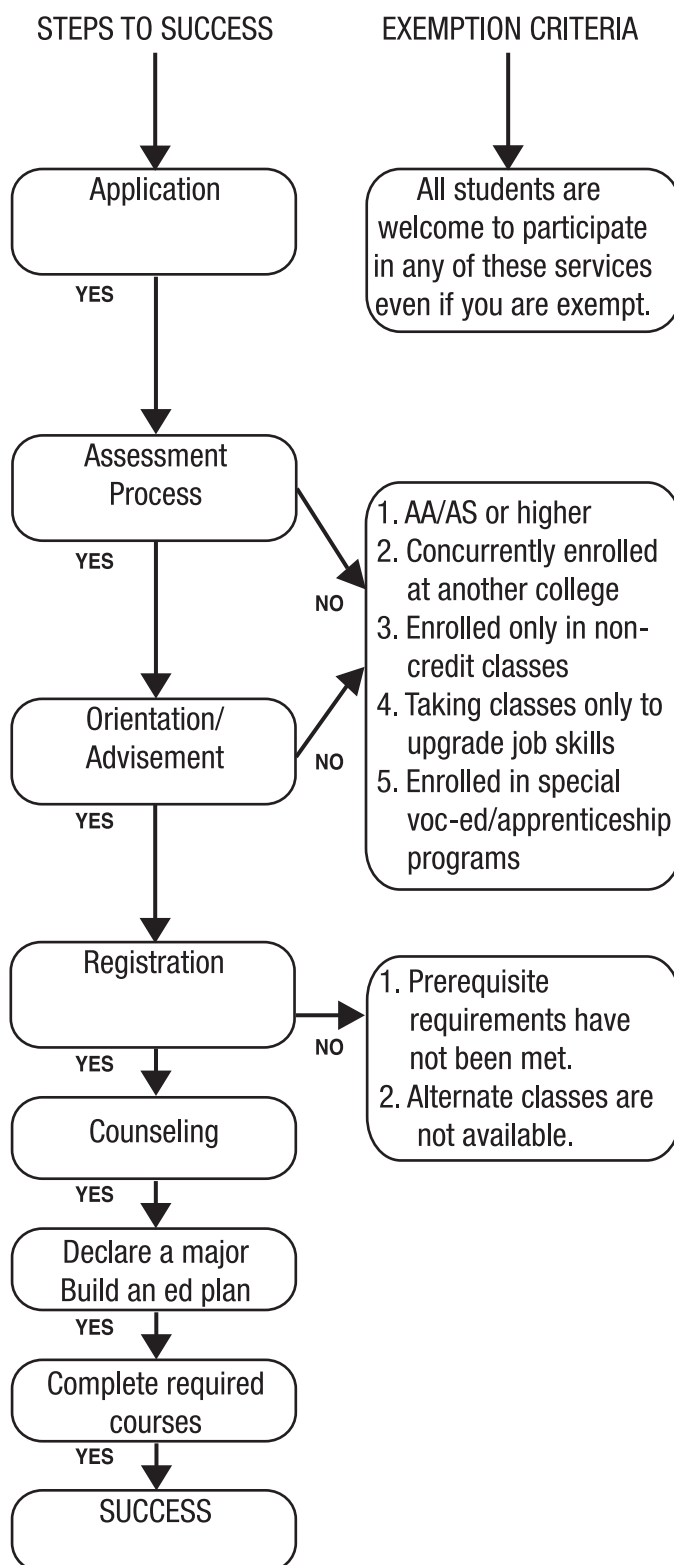 STEPS TO SUCCESS
EXEMPTION CRITERIA
Application
All students are
welcome to participate
in any of these services
even if you are exempt.
YES
Assessment
Process
YES
NO
1. AA/AS or higher
2. Concurrently enrolled
at another college
3. Enrolled only in non-
credit classes
4. Taking classes only to
upgrade job skills
5. Enrolled in special
voc-ed/apprenticeship
programs
Orientation/
Advisement
NO
YES
Registration
NO
1. Prerequisite
requirements have
not been met.
2. Alternate classes are
not available.
YES
Counseling
YES
Declare a major
Build an ed plan
YES
Complete required
courses
YES
SUCCESS